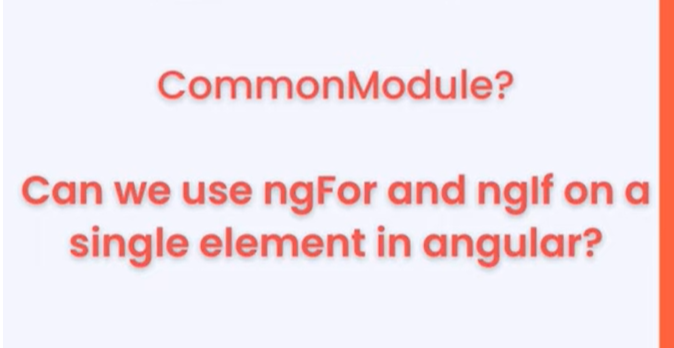 CommonModule?
Can we use ngFor and ngIf on a
single element in angular?